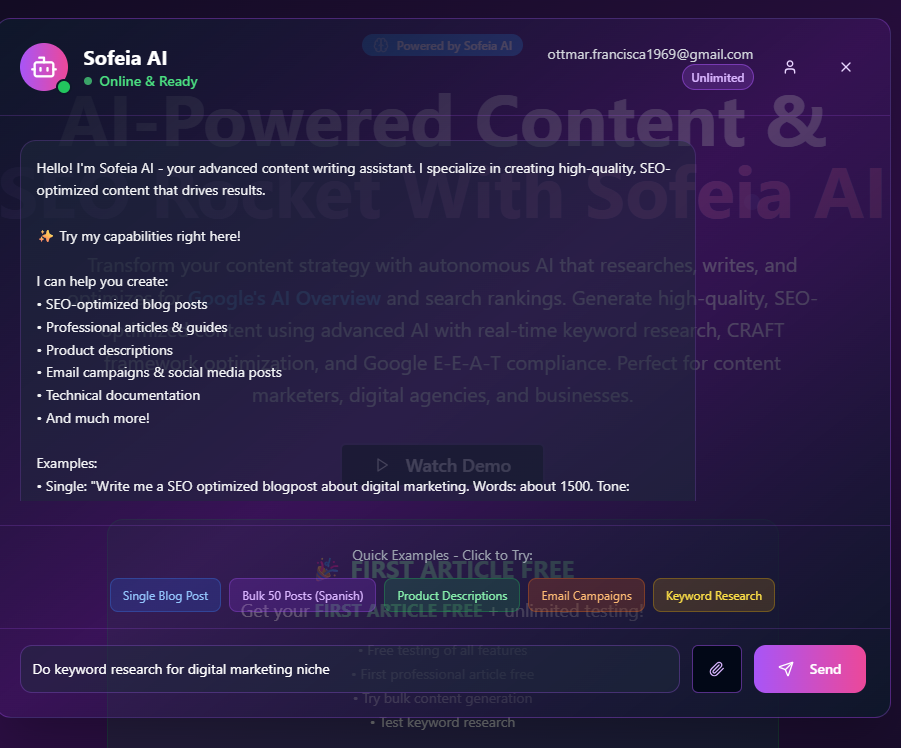 Powered by Sofeia AI
Sofeia AI
Online & Ready
ottmar.francisca1969@gmail.com
Unlimited
AI-Powered Content &
SEO Rocket With Sofeia AI
Hello! I'm Sofeia AI - your advanced content writing assistant. I specialize in creating high-quality, SEO-
optimized content that drives results.
✨ Try my capabilities right here!
I can help you create:
• SEO-optimized blog posts
• Professional articles & guides
• Product descriptions
• Email campaigns & social media posts
• Technical documentation
• And much more!
Examples:
• Single: "Write me a SEO optimized blogpost about digital marketing. Words: about 1500. Tone:
Transform your content strategy with autonomous AI that researches, writes, and
for Google's AI Overview and search rankings. Generate high-quality, SEO-
optimized content using advanced AI with real-time keyword research, CRAFT
framework optimization, and Google E-E-A-T compliance. Perfect for content
marketers, digital agencies, and businesses.
Watch Demo
Quick Examples - Click to Try:
🎉 FIRST ARTICLE FREE
Single Blog Post
Bulk 50 Posts (Spanish)
Product Descriptions
Email Campaigns
Keyword Research
Get your FIRST ARTICLE FREE + unlimited testing!
• Free testing of all features
Do keyword research for digital marketing niche
Send
• First professional article free
• Try bulk content generation
• Test keyword research